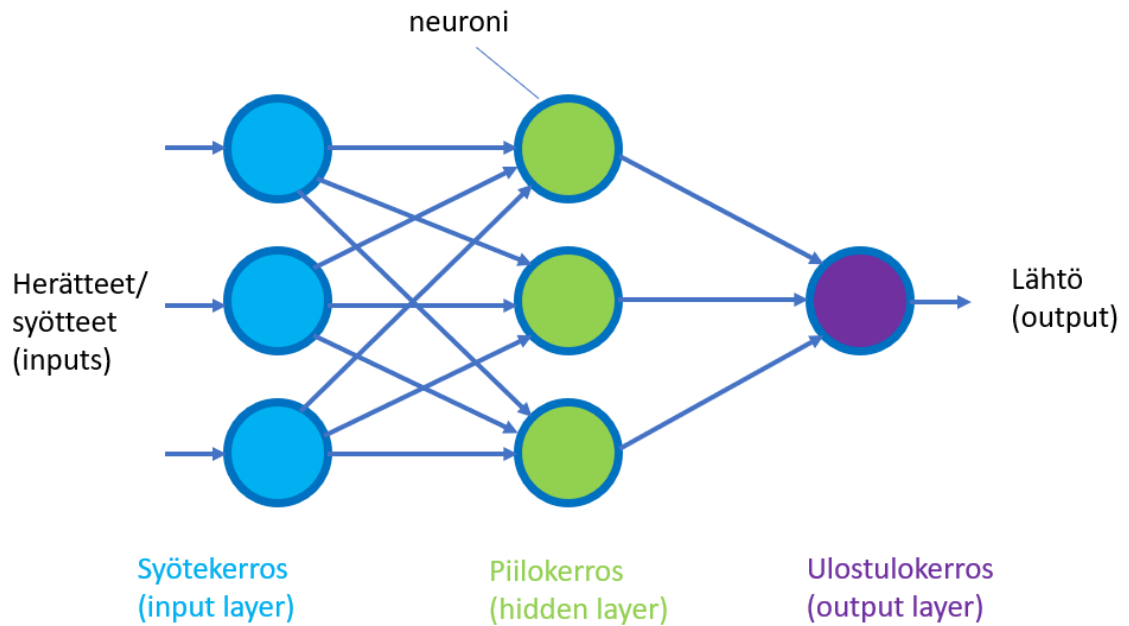 neuroni
Herätteet/
syötteet
(inputs)
Lähtö
(output)
Syötekerros
(input layer)
Piilokerros
(hidden layer)
Ulostulokerros
(output layer)